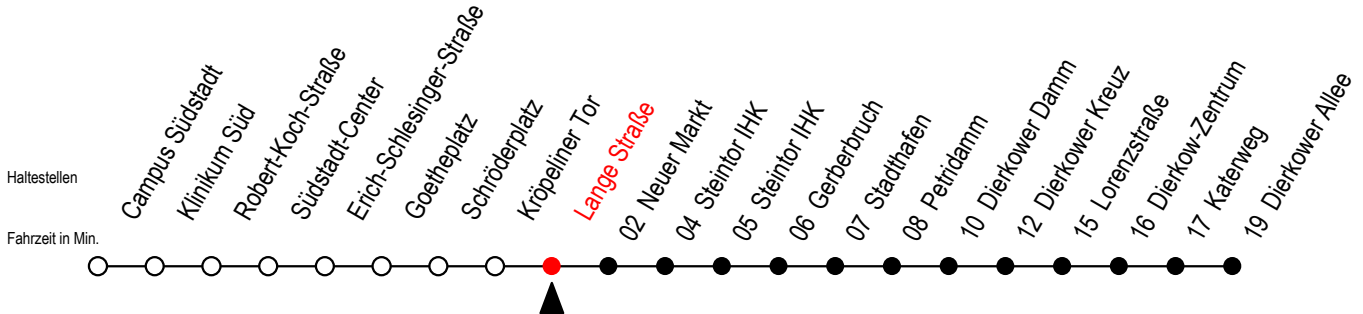 Haltestellen
Fahrzeit in Min.
Campus Südstadt
Klinikum Süd
Robert-Koch-Straße
Südstadt-Center
Erich-Schlesinger-Straße
Goetheplatz
Schröderplatz
Kröpeliner Tor
Lange Straße
02 Neuer Markt
04 Steintor IHK
05 Steintor IHK
06 Gerberbruch
07 Stadthafen
08 Petridamm
10 Dierkower Damm
12 Dierkower Kreuz
15 Lorenzstraße
16 Dierkow-Zentrum
17 Katenweg
19 Dierkower Allee